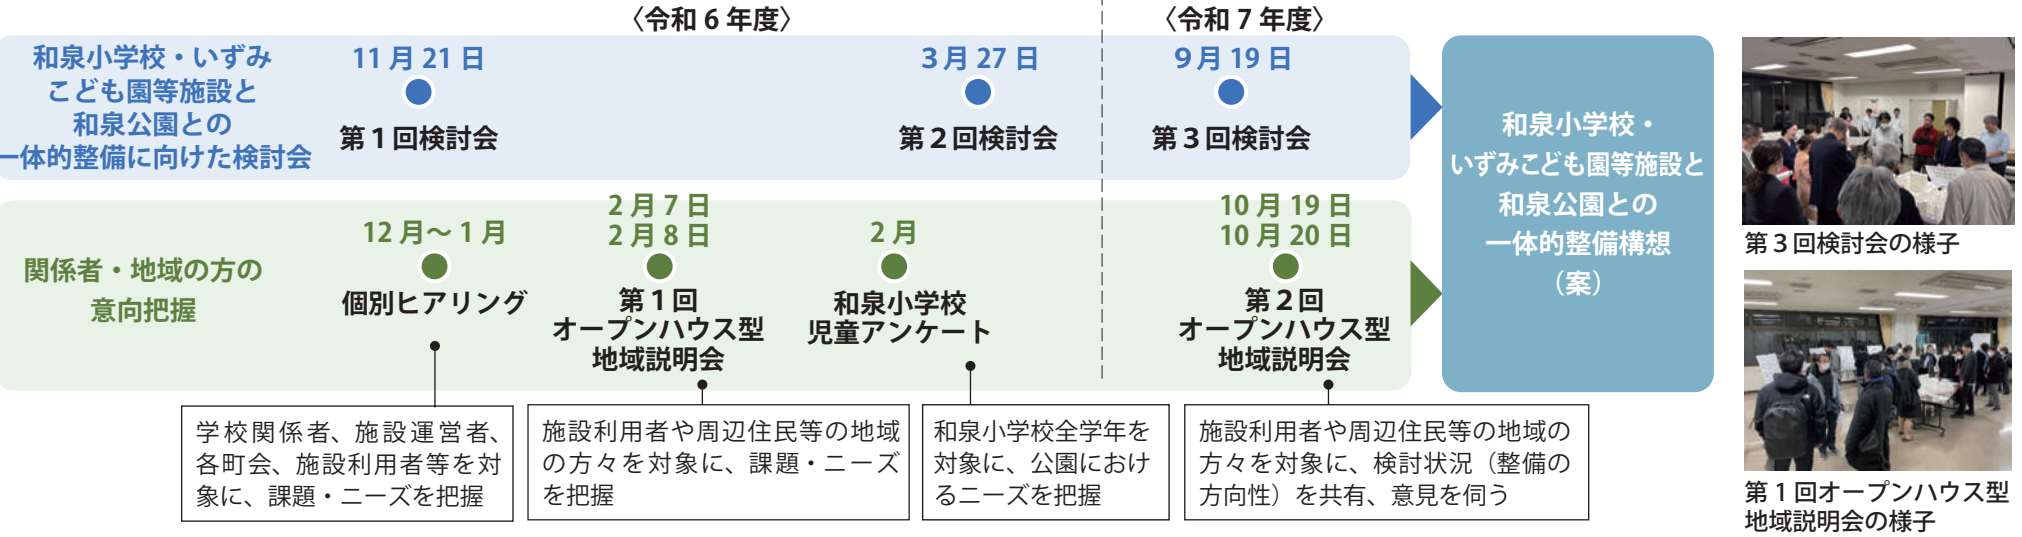 〈令和6年度〉
〈令和7年度〉
和泉小学校・いずみ
こども園等施設と
和泉公園との
一体的整備に向けた検討会
11月21日
第1回検討会
3月27日
第2回検討会
9月19日
第3回検討会
関係者・地域の方の
意向把握
12月～1月
個別ヒアリング
2月7日
2月8日
第1回
オープンハウス型
地域説明会
2月
和泉小学校
児童アンケート
10月19日
10月20日
第2回
オープンハウス型
地域説明会
学校関係者、施設運営者、
各町会、施設利用者等を対
象に、課題・ニーズを把握
施設利用者や周辺住民等の地域
の方々を対象に、課題・ニーズ
を把握
和泉小学校全学年を
対象に、公園におけ
るニーズを把握
施設利用者や周辺住民等の地域の
方々を対象に、検討状況（整備の
方向性）を共有、意見を伺う
和泉小学校・
いずみこども園等施設と
和泉公園との
一体的整備構想
（案）
第3回検討会の様子
第1回オープンハウス型
地域説明会の様子